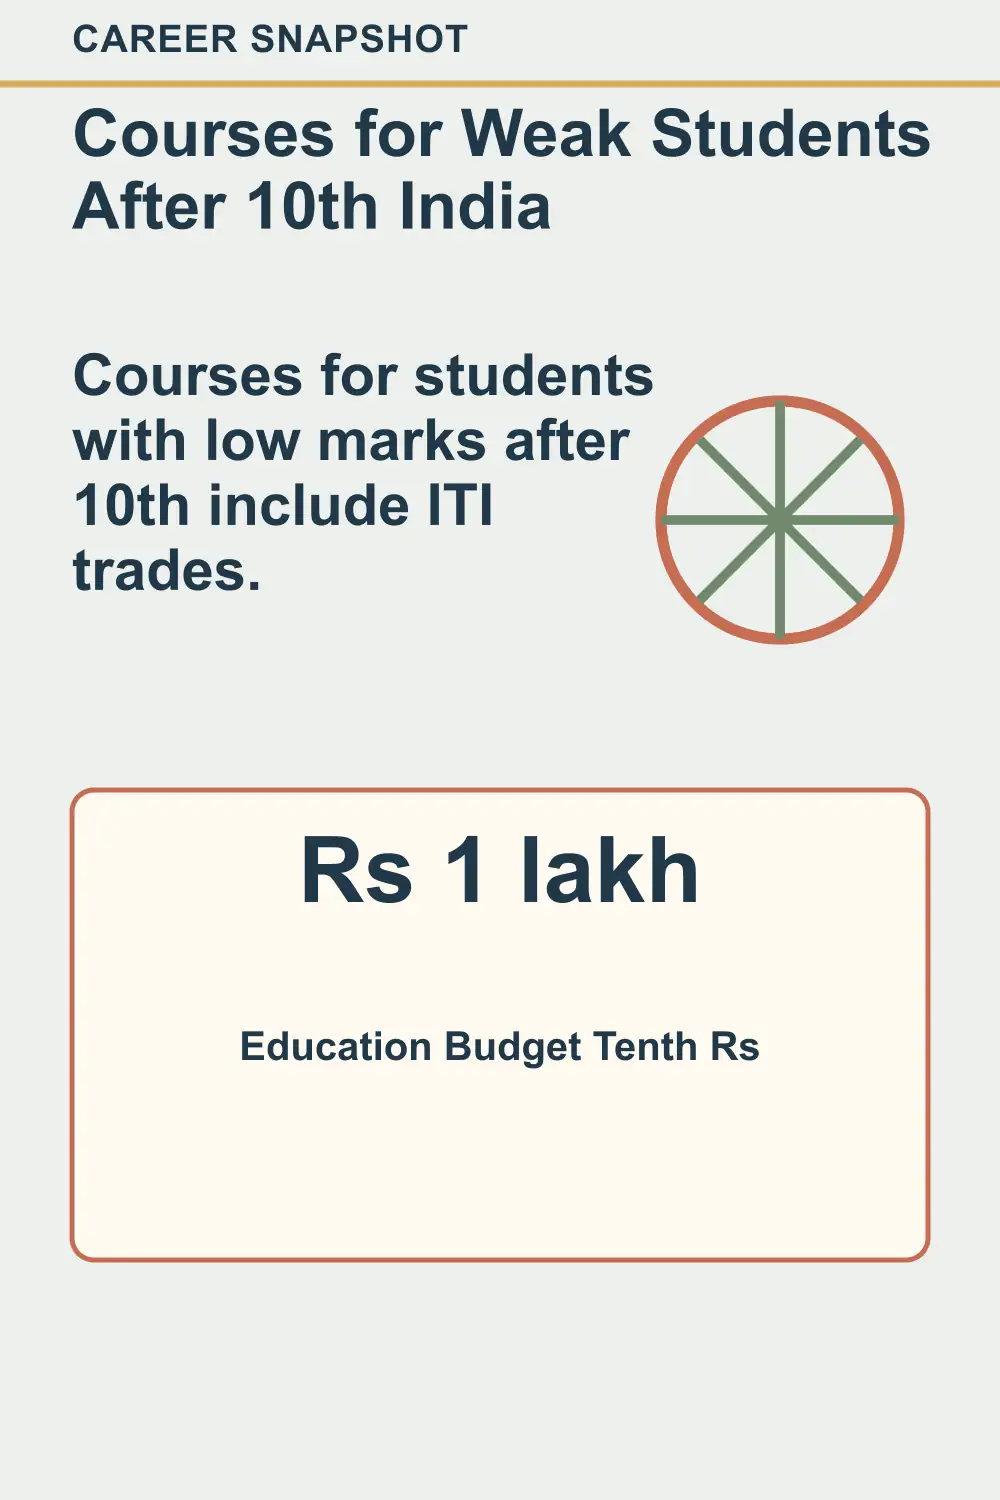 CAREER SNAPSHOT
Courses for Weak Students
After 10th India
Courses for students
with low marks after
10th include ITI
trades.
Rs 1 lakh
Education Budget Tenth Rs